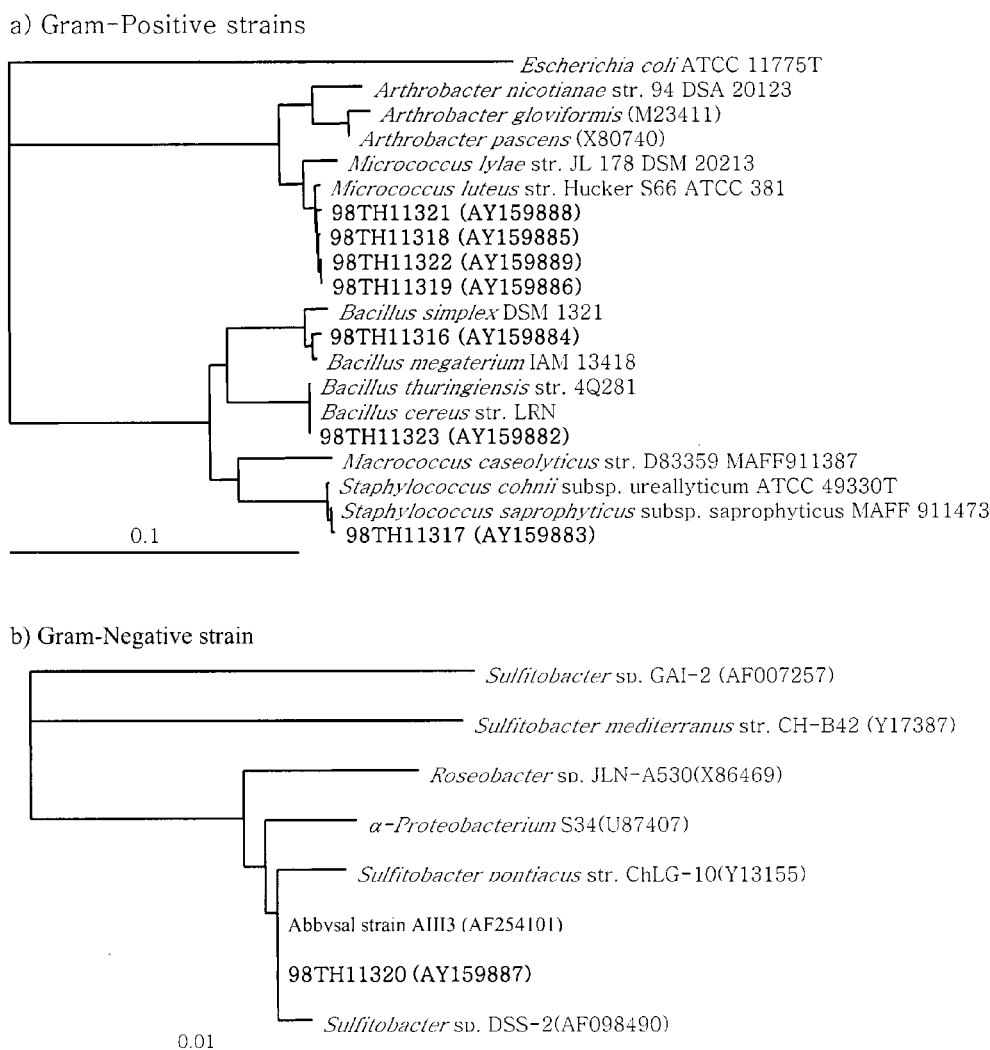 a) Gram-Positive strains
Escherichia coli ATCC 11775T
Arthrobacter nicotianae str. 94 DSA 20123
Arthrobacter gloviformis (M23411)
Arthrobacter pascens (X80740)
Micrococcus lylae str. JL 178 DSM 20213
Micrococcus luteus str. Hucker S66 ATCC 381
98TH11321 (AY159888)
98TH11318 (AY159885)
98TH11322 (AY159889)
98TH11319 (AY159886)
Bacillus simplex DSM 1321
98TH11316 (AY159884)
Bacillus megaterium IAM 13418
Bacillus thuringiensis str. 4Q281
Bacillus cereus str. LRN
98TH11323 (AY159882)
Macrococcus caseolyticus str. D83359 MAFF911387
Staphylococcus cohnii subsp. ureallyticum ATCC 49330T
Staphylococcus saprophyticus subsp. saprophyticus MAFF 911473
98TH11317 (AY159883)
0.1
b) Gram-Negative strain
Sulfitobacter sp. GAI-2 (AF007257)
Sulfitobacter mediterranus str. CH-B42 (Y17387)
Roseobacter sp. JLN-A530(X86469)
α-Proteobacterium S34(U87407)
Sulfitobacter pontiacus str. ChLG-10(Y13155)
Abbysal strain AIII3 (AF254101)
98TH11320 (AY159887)
Sulfitobacter sp. DSS-2(AF098490)
0.01